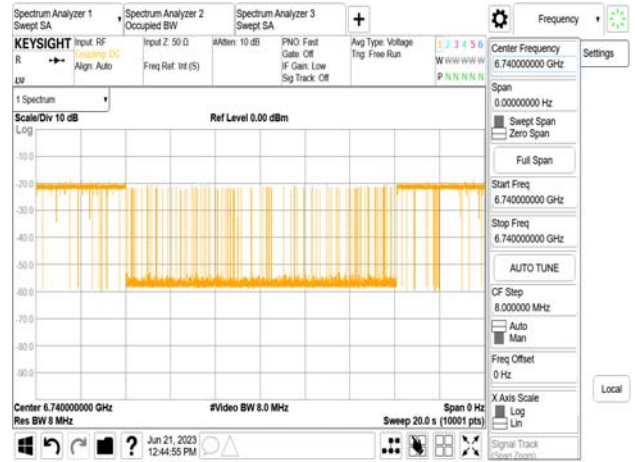 Spectrum Analyzer 1
Swept SA
Spectrum Analyzer 2
Occupied BW
Spectrum Analyzer 3
Swept SA
+
Frequency
KEYSIGHT
R
Input: RF
Coupling: DC
Align: Auto
Input Z: 50 Ω
Freq Ref: Int (S)
#Atten: 10 dB
PNO: Fast
Gate: Off
IF Gain: Low
Sig Track: Off
Avg Type: Voltage
Trig: Free Run
1 2 3 4 5 6
W W W W W W
P N N N N N
1 Spectrum
Scale/Div 10 dB
Ref Level 0.00 dBm
Log
-10.0
-20.0
-30.0
-40.0
-50.0
-60.0
-70.0
-80.0
-90.0
Center 6.740000000 GHz
Res BW 8 MHz
#Video BW 8.0 MHz
Span 0 Hz
Sweep 20.0 s (10001 pts)
Center Frequency
6.740000000 GHz
Settings
Span
0.00000000 Hz
Swept Span
Zero Span
Full Span
Start Freq
6.740000000 GHz
Stop Freq
6.740000000 GHz
AUTO TUNE
CF Step
8.000000 MHz
Auto
Man
Freq Offset
0 Hz
X Axis Scale
Log
Lin
Local
Signal Track
(Span Zoom)
?
Jun 21, 2023
12:44:55 PM